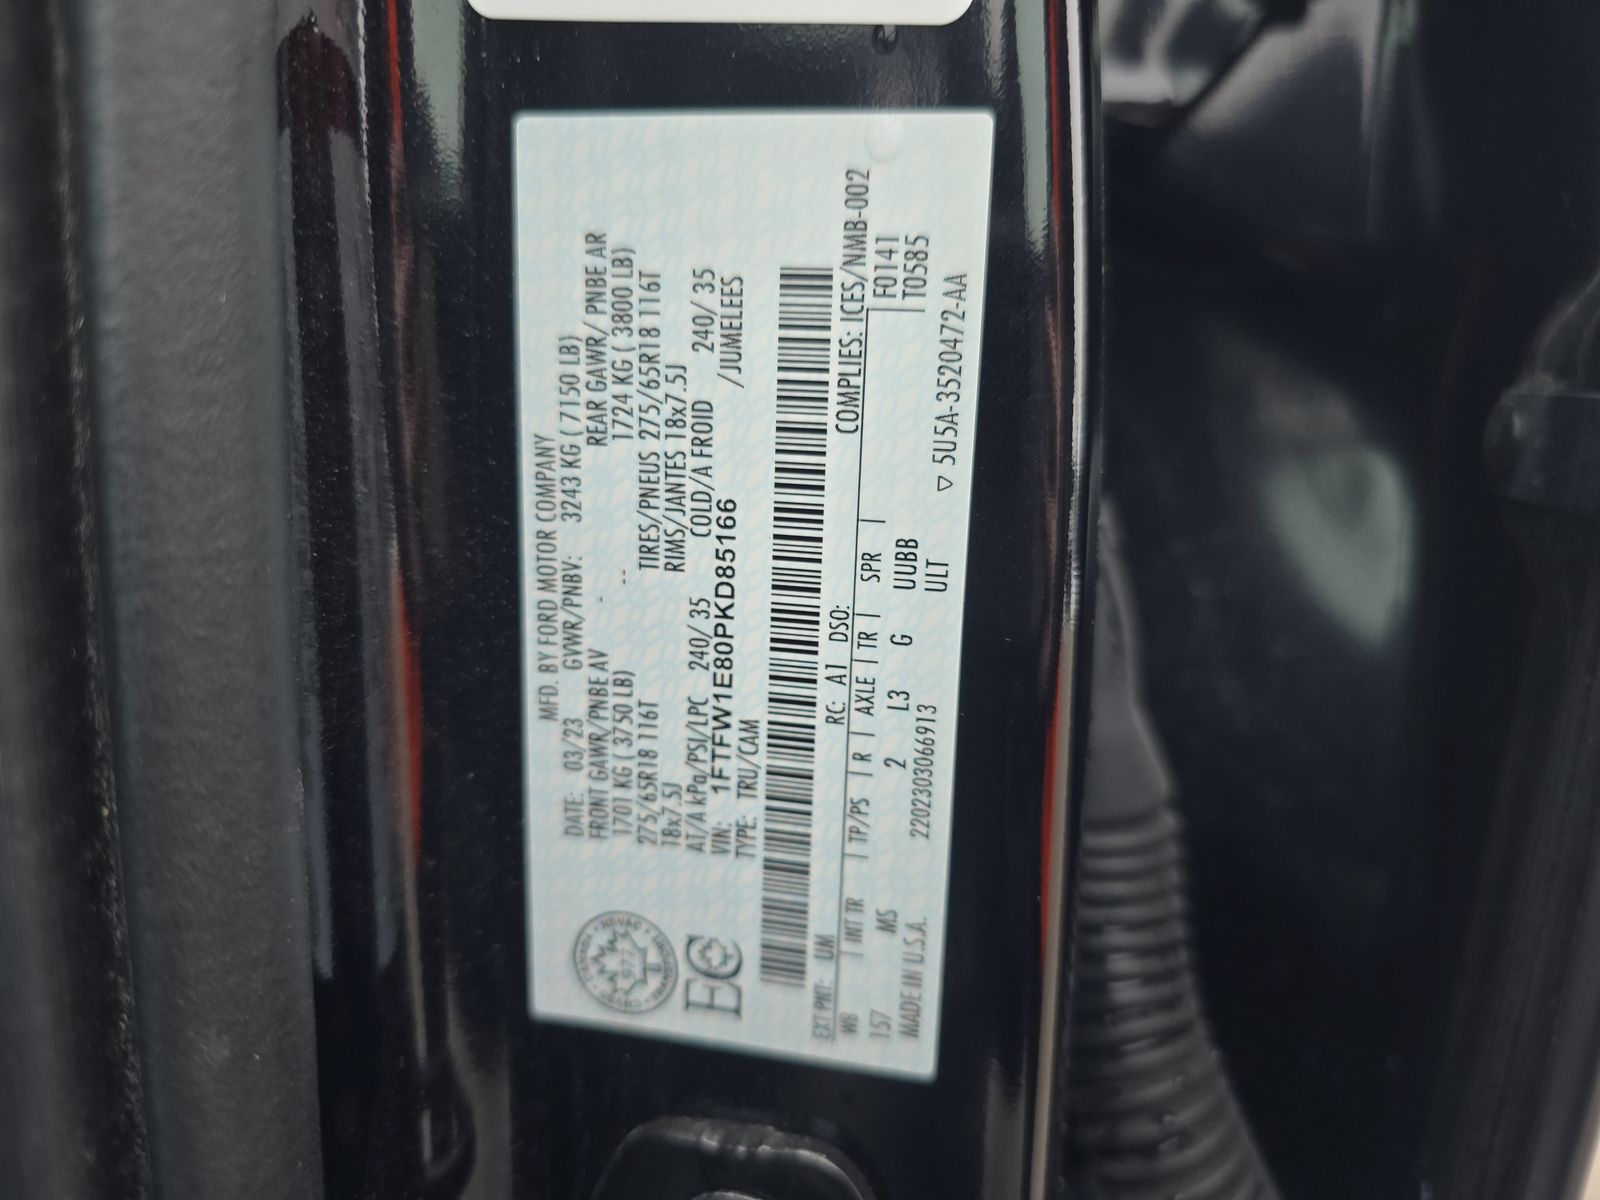 MFD. BY FORD MOTOR COMPANY
DATE: 03/23 GVWR/PNBV: 3243 KG ( 7150 LB)
FRONT GAWR/PNBE AV - REAR GAWR/ PNBE AR
1701 KG ( 3750 LB) -- 1724 KG ( 3800 LB)
275/65R18 116T TIRES/PNEUS 275/65R18 116T
18x7.5J RIMS/JANTES 18x7.5J
AT/A kPa/PSI/LPC 240/ 35 COLD/A FROID 240/ 35
VIN: 1FTFW1E80PKD85166 /JUMELEES
TYPE: TRU/CAM
1977
EC
EXT PNT: UM RC: A1 DSO: COMPLIES: ICES/NMB-002
WB | INT TR | TP/PS | R | AXLE | TR | SPR | F0141
157 MS 2 L3 G UUBB T0585
MADE IN U.S.A. 220230306 6913 ULT
▽ 5U5A-3520472-AA